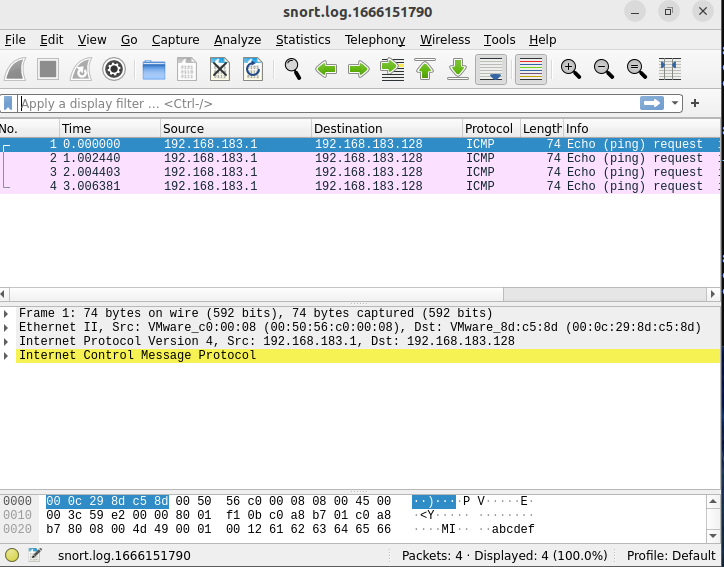 snort.log.1666151790
File Edit View Go Capture Analyze Statistics Telephony Wireless Tools Help
Apply a display filter ... <Ctrl-/>
No. Time Source Destination Protocol Length Info
1 0.000000 192.168.183.1 192.168.183.128 ICMP 74 Echo (ping) request
2 1.002440 192.168.183.1 192.168.183.128 ICMP 74 Echo (ping) request
3 2.004403 192.168.183.1 192.168.183.128 ICMP 74 Echo (ping) request
4 3.006381 192.168.183.1 192.168.183.128 ICMP 74 Echo (ping) request
Frame 1: 74 bytes on wire (592 bits), 74 bytes captured (592 bits)
Ethernet II, Src: VMware_c0:00:08 (00:50:56:c0:00:08), Dst: VMware_8d:c5:8d (00:0c:29:8d:c5:8d)
Internet Protocol Version 4, Src: 192.168.183.1, Dst: 192.168.183.128
Internet Control Message Protocol
0000 00 0c 29 8d c5 8d 00 50 56 c0 00 08 08 00 45 00 ··)····P V·····E·
0010 00 3c 59 e2 00 00 80 01 f1 0b c0 a8 b7 01 c0 a8 ·<Y····· ········
0020 b7 80 08 00 4d 49 00 01 00 12 61 62 63 64 65 66 ····MI·· ··abcdef
snort.log.1666151790 Packets: 4 · Displayed: 4 (100.0%) Profile: Default